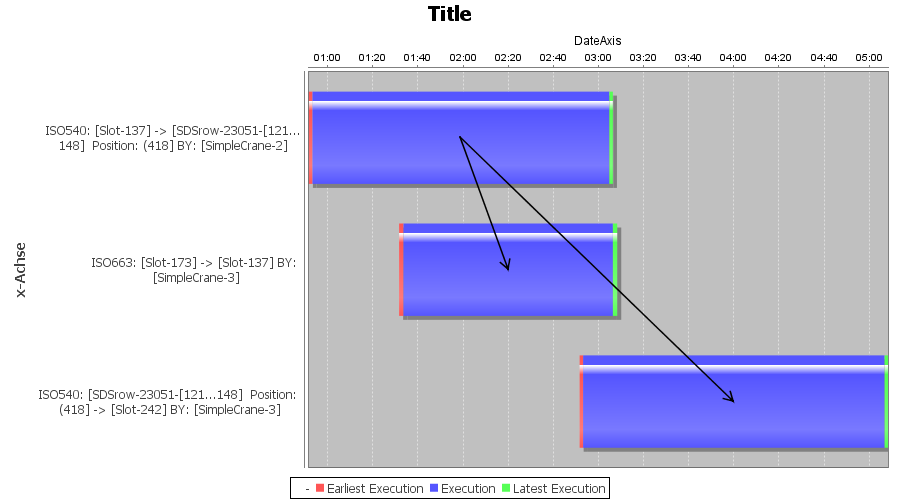 Title
DateAxis
01:00 01:20 01:40 02:00 02:20 02:40 03:00 03:20 03:40 04:00 04:20 04:40 05:00
ISO540: [Slot-137] -> [SDSrow-23051-[121...
148]  Position: (418] BY: [SimpleCrane-2]
x-Achse
ISO663: [Slot-173] -> [Slot-137] BY:
[SimpleCrane-3]
ISO540: [SDSrow-23051-[121...148]  Position:
(418] -> [Slot-242] BY: [SimpleCrane-3]
- Earliest Execution Execution Latest Execution